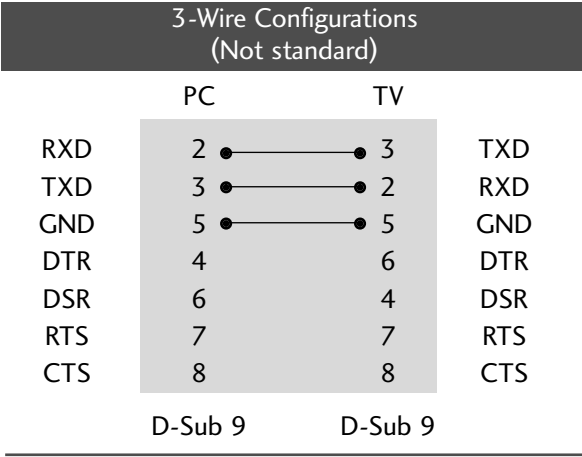 3-Wire Configurations
(Not standard)
PC TV
RXD 2 3 TXD
TXD 3 2 RXD
GND 5 5 GND
DTR 4 6 DTR
DSR 6 4 DSR
RTS 7 7 RTS
CTS 8 8 CTS
D-Sub 9 D-Sub 9